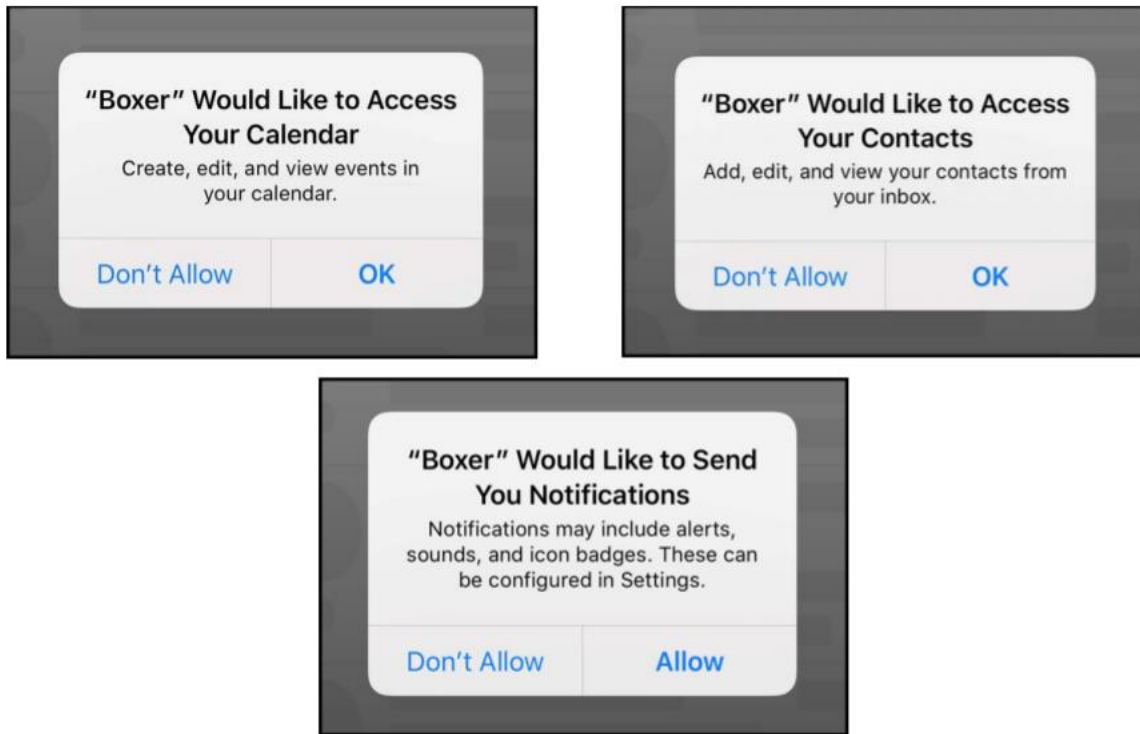 “Boxer” Would Like to Access
Your Calendar
Create, edit, and view events in
your calendar.
Don’t Allow
OK
“Boxer” Would Like to Access
Your Contacts
Add, edit, and view your contacts from
your inbox.
Don’t Allow
OK
“Boxer” Would Like to Send
You Notifications
Notifications may include alerts,
sounds, and icon badges. These can
be configured in Settings.
Don’t Allow
Allow